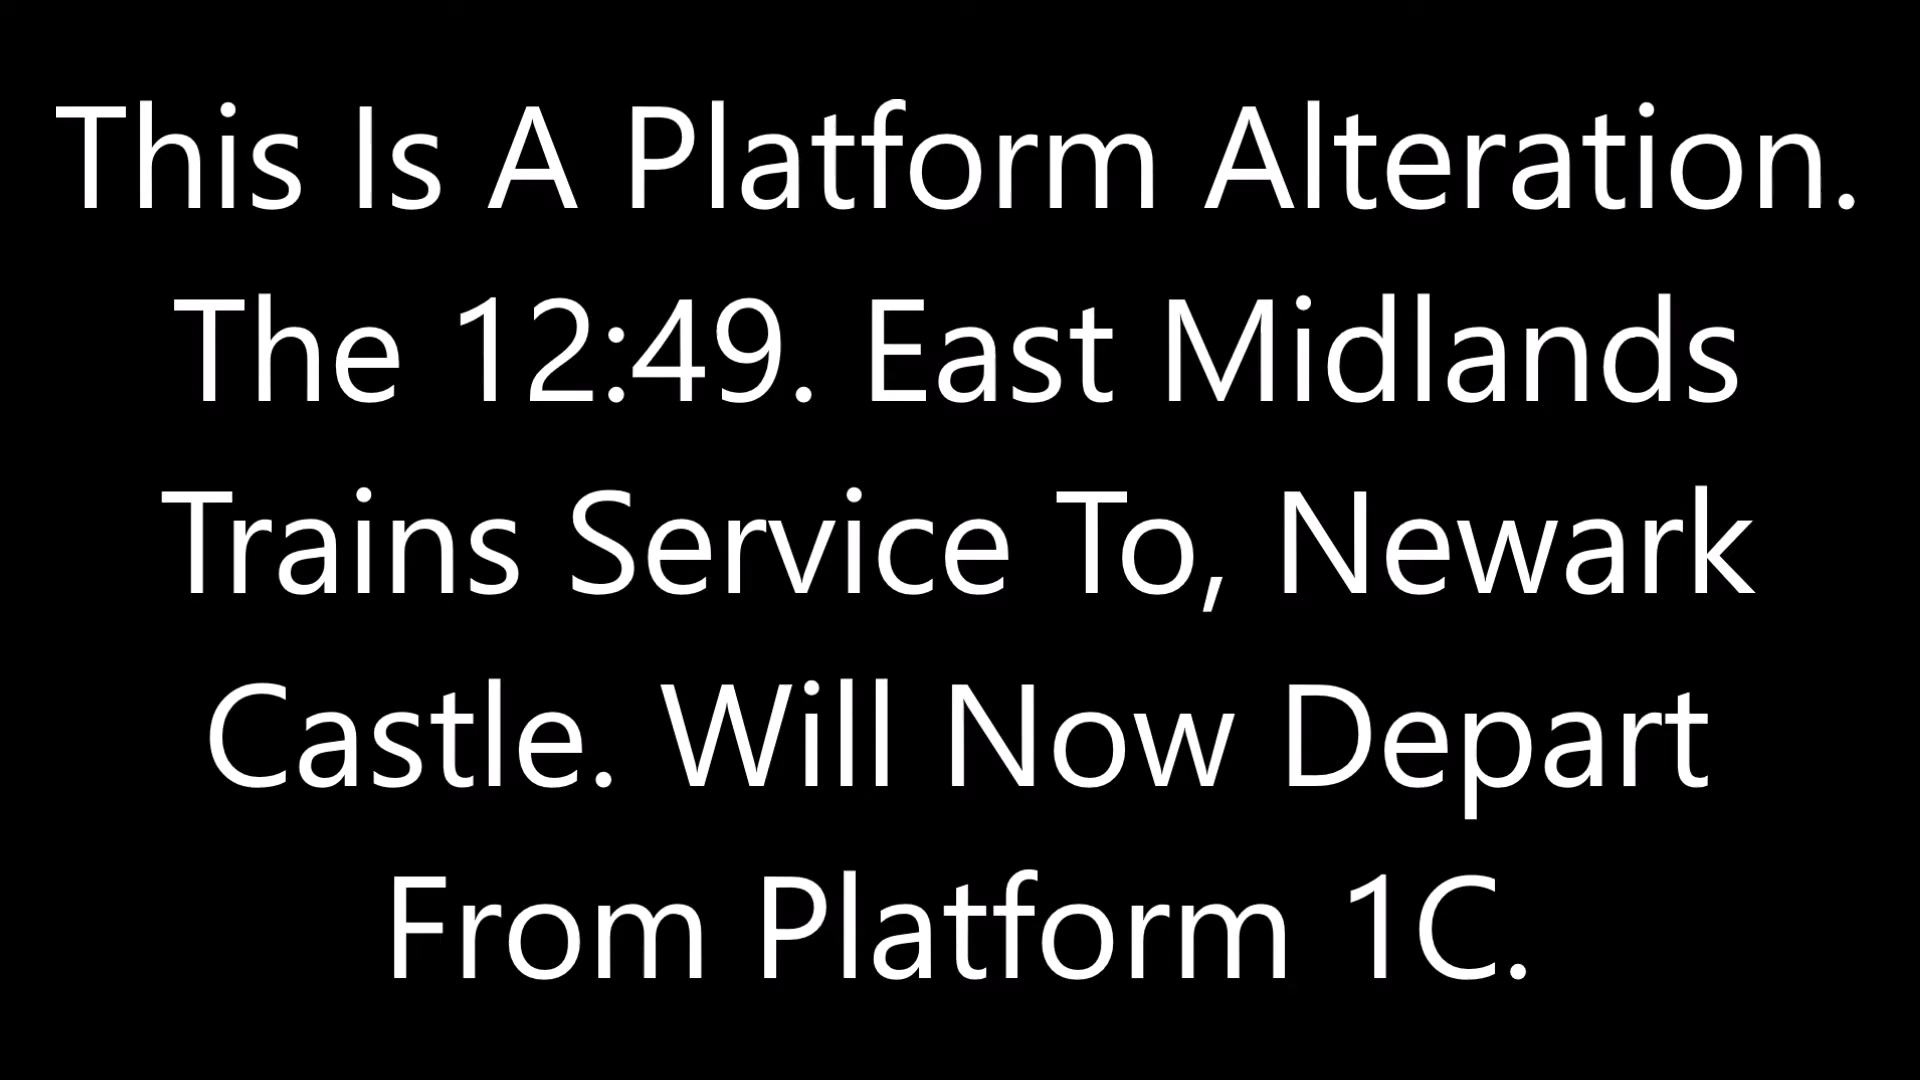 This Is A Platform Alteration.
The 12:49. East Midlands
Trains Service To, Newark
Castle. Will Now Depart
From Platform 1C.